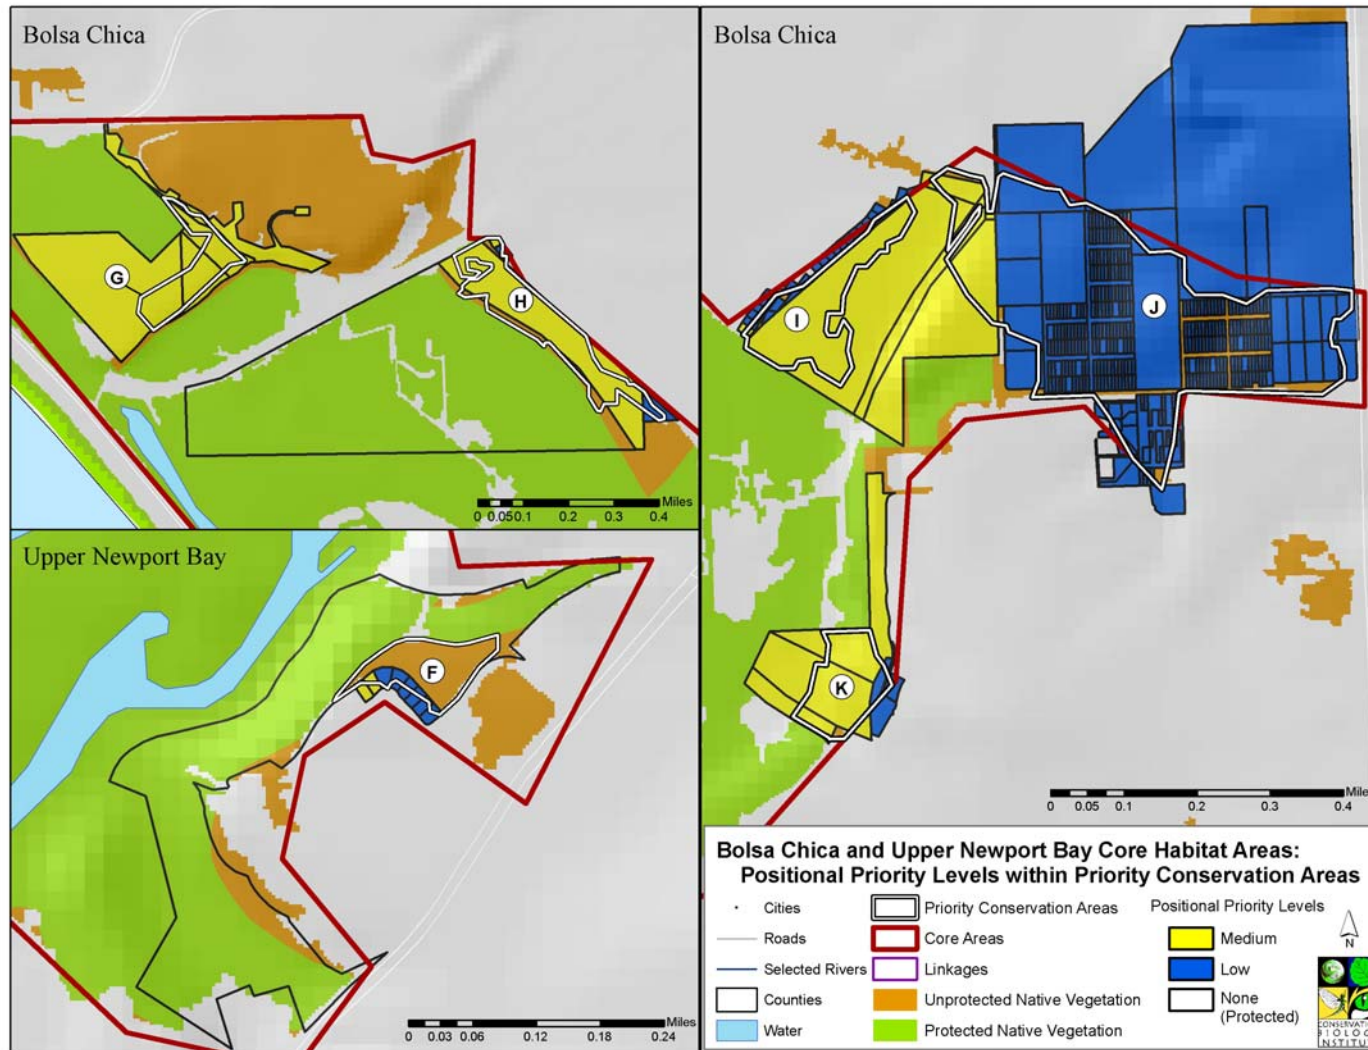 Bolsa Chica
G
H
0 0.050.1 0.2 0.3 0.4
Miles
Upper Newport Bay
F
Miles
0 0.03 0.06 0.12 0.18 0.24
Bolsa Chica
I
J
K
Miles
0 0.05 0.1 0.2 0.3 0.4
Bolsa Chica and Upper Newport Bay Core Habitat Areas:
Positional Priority Levels within Priority Conservation Areas
Cities
Roads
Selected Rivers
Counties
Water
Priority Conservation Areas
Core Areas
Linkages
Unprotected Native Vegetation
Protected Native Vegetation
Positional Priority Levels
Medium
Low
None
(Protected)
N
CONSERVATI
BIOLOG
NSTITU